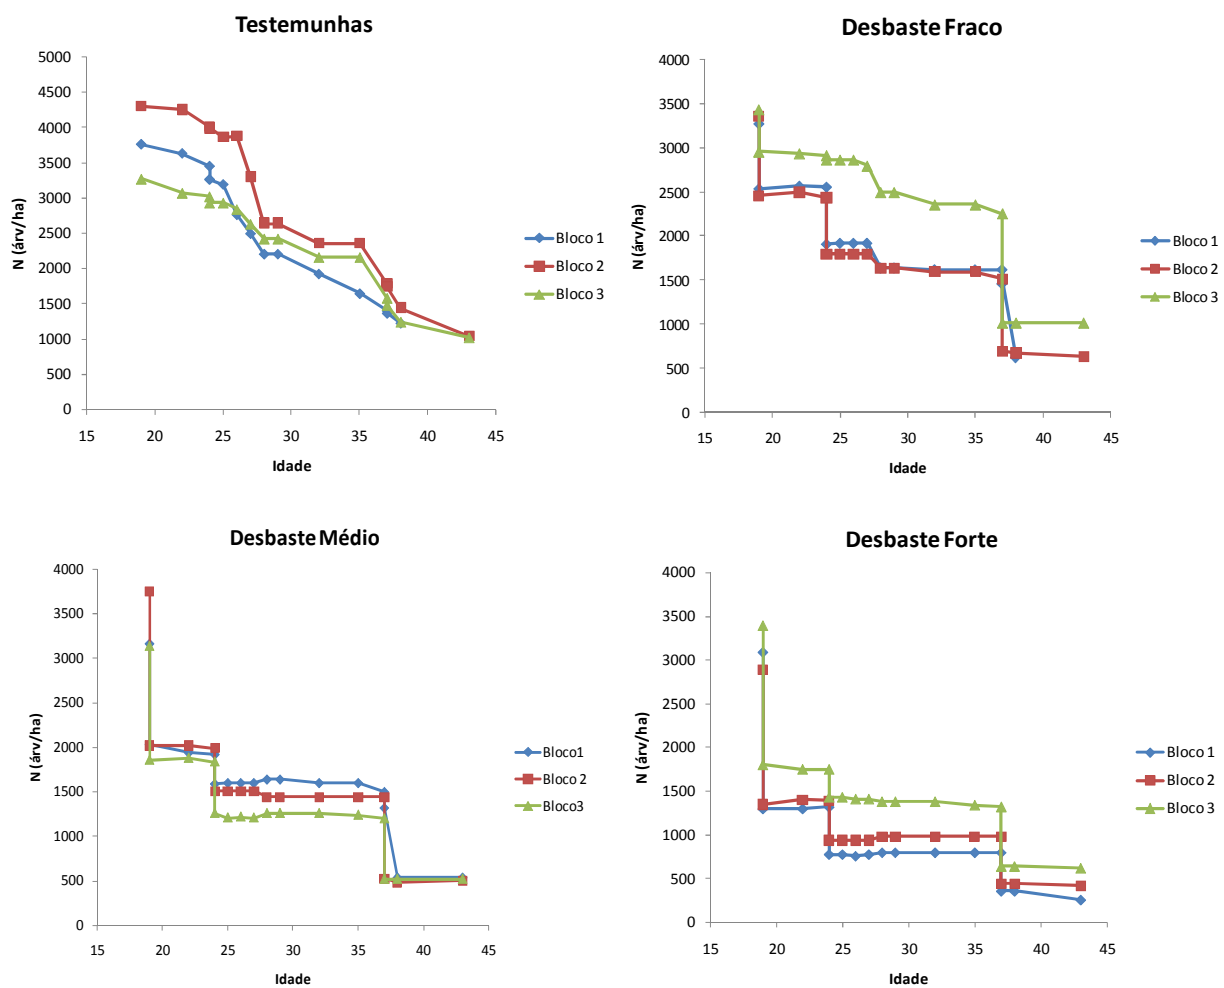 Testemunhas
N (árv/ha)
5000
4500
4000
3500
3000
2500
2000
1500
1000
500
0
15 20 25 30 35 40 45
Idade
Bloco 1
Bloco 2
Bloco 3
Desbaste Fraco
N (árv/ha)
4000
3500
3000
2500
2000
1500
1000
500
0
15 20 25 30 35 40 45
Idade
Bloco 1
Bloco 2
Bloco 3
Desbaste Médio
N (árv/ha)
4000
3500
3000
2500
2000
1500
1000
500
0
15 20 25 30 35 40 45
Idade
Bloco1
Bloco 2
Bloco3
Desbaste Forte
N (árv/ha)
4000
3500
3000
2500
2000
1500
1000
500
0
15 20 25 30 35 40 45
Idade
Bloco 1
Bloco 2
Bloco 3